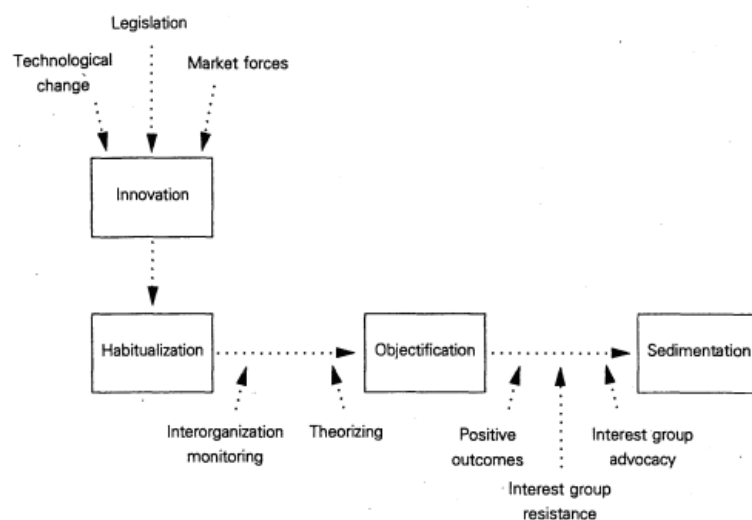 Legislation
Technological
change
Market forces
Innovation
Habitualization
Objectification
Sedimentation
Interorganization
monitoring
Theorizing
Positive
outcomes
Interest group
resistance
Interest group
advocacy